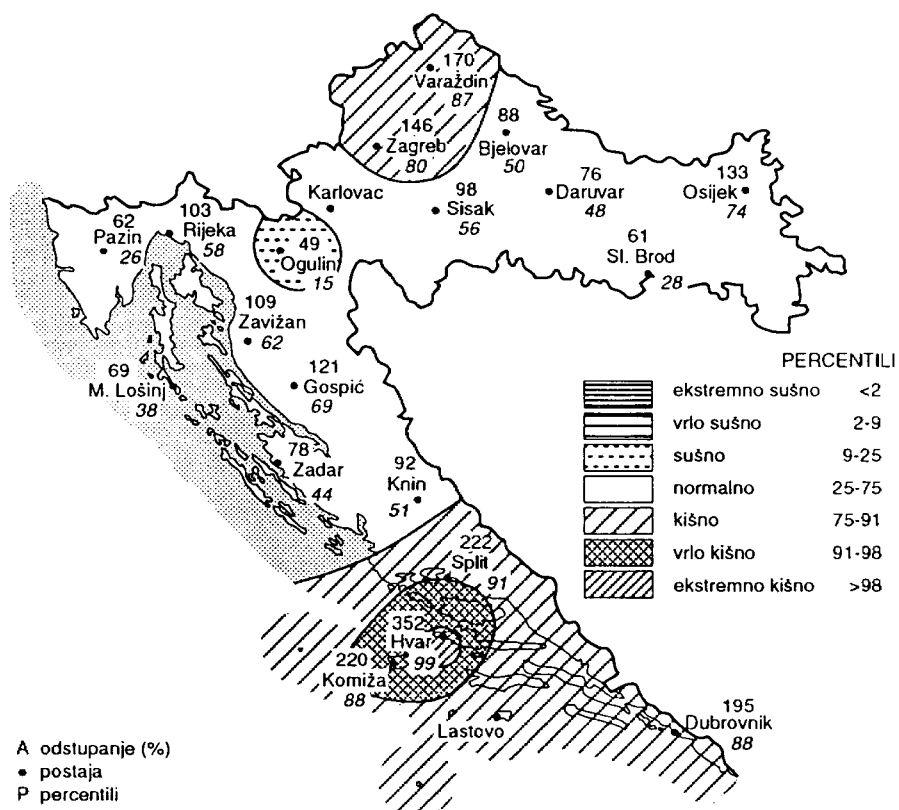 170
Varaždin
87
146
Zagreb
80
88
Bjelovar
50
Karlovac
98
Sisak
56
76
Daruvar
48
133
Osijek
74
62
Pazin
26
103
Rijeka
58
49
Ogulin
15
61
Sl. Brod
28
109
Zavižan
62
69
M. Lošinj
38
121
Gospić
69
78
Zadar
44
92
Knin
51
222
Split
91
352
Hvar
99
220
Komiža
88
Lastovo
195
Dubrovnik
88
PERCENTILI
ekstremno sušno <2
vrlo sušno 2-9
sušno 9-25
normalno 25-75
kišno 75-91
vrlo kišno 91-98
ekstremno kišno >98
A odstupanje (%)
• postaja
P percentili